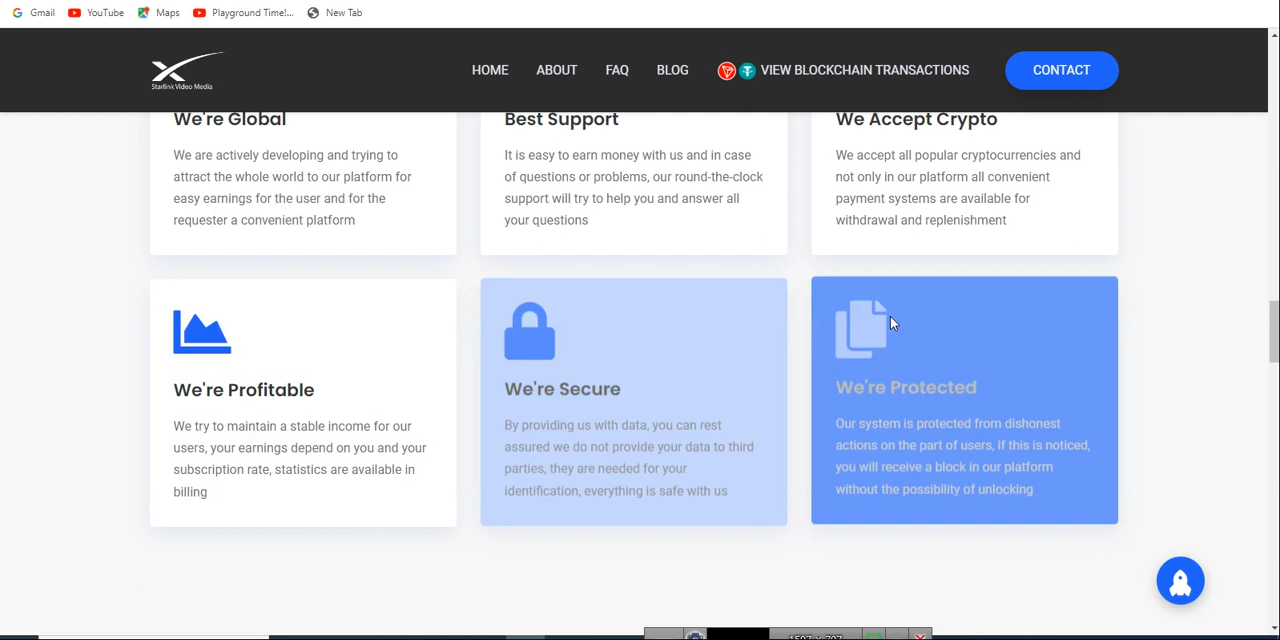 Gmail YouTube Maps Playground Time!... New Tab
Starlink Video Media
HOME ABOUT FAQ BLOG VIEW BLOCKCHAIN TRANSACTIONS CONTACT
We're Global
We are actively developing and trying to
attract the whole world to our platform for
easy earnings for the user and for the
requester a convenient platform
Best Support
It is easy to earn money with us and in case
of questions or problems, our round-the-clock
support will try to help you and answer all
your questions
We Accept Crypto
We accept all popular cryptocurrencies and
not only in our platform all convenient
payment systems are available for
withdrawal and replenishment
We're Profitable
We try to maintain a stable income for our
users, your earnings depend on you and your
subscription rate, statistics are available in
billing
We're Secure
By providing us with data, you can rest
assured we do not provide your data to third
parties, they are needed for your
identification, everything is safe with us
We're Protected
Our system is protected from dishonest
actions on the part of users, if this is noticed,
you will receive a block in our platform
without the possibility of unlocking